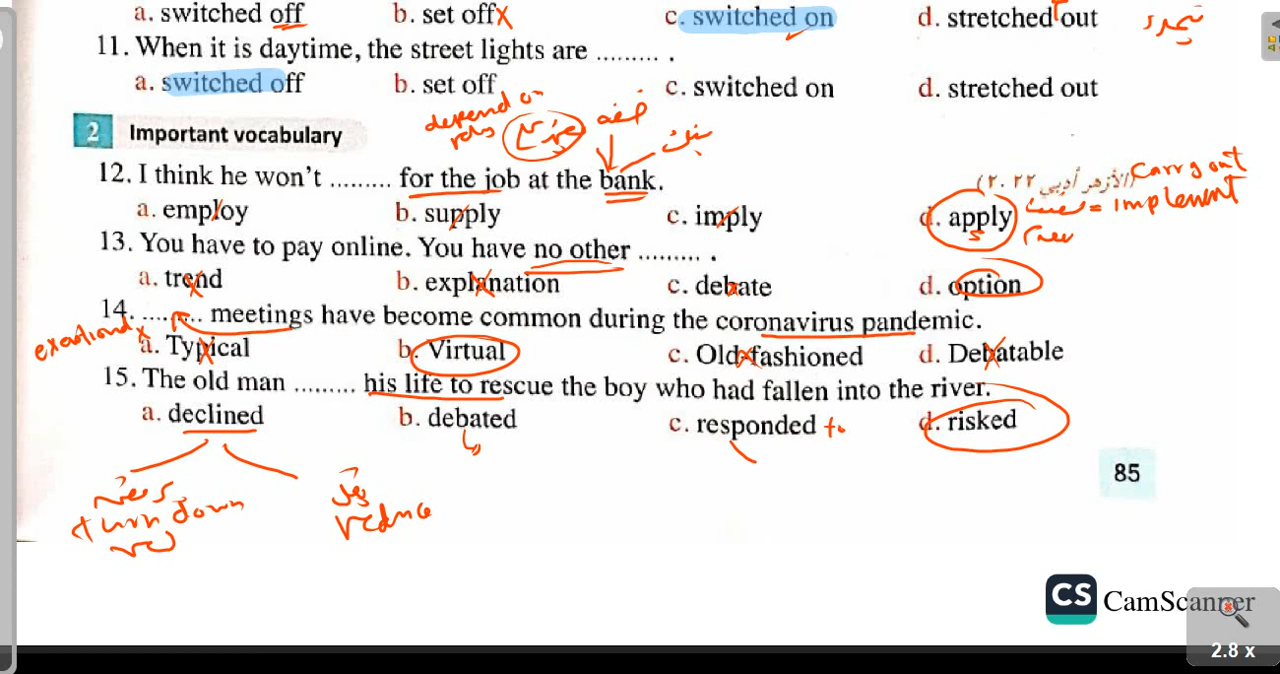 a. switched off b. set off x c. switched on d. stretched out
11. When it is daytime, the street lights are ......... .
a. switched off b. set off c. switched on d. stretched out
depend on
2 Important vocabulary
بنك
12. I think he won't ......... for the job at the bank. (الأزهر أدبي ٢٠٢٢) Carry out
a. employ b. supply c. imply d. apply = implement
13. You have to pay online. You have no other ......... .
a. trend b. explanation c. debate d. option
14. ......... meetings have become common during the coronavirus pandemic.
a. Typical b. Virtual c. Old-fashioned d. Debatable
15. The old man ......... his life to rescue the boy who had fallen into the river.
a. declined b. debated c. responded to d. risked
85
turn down
reduce
CS CamScanner
2.8 x